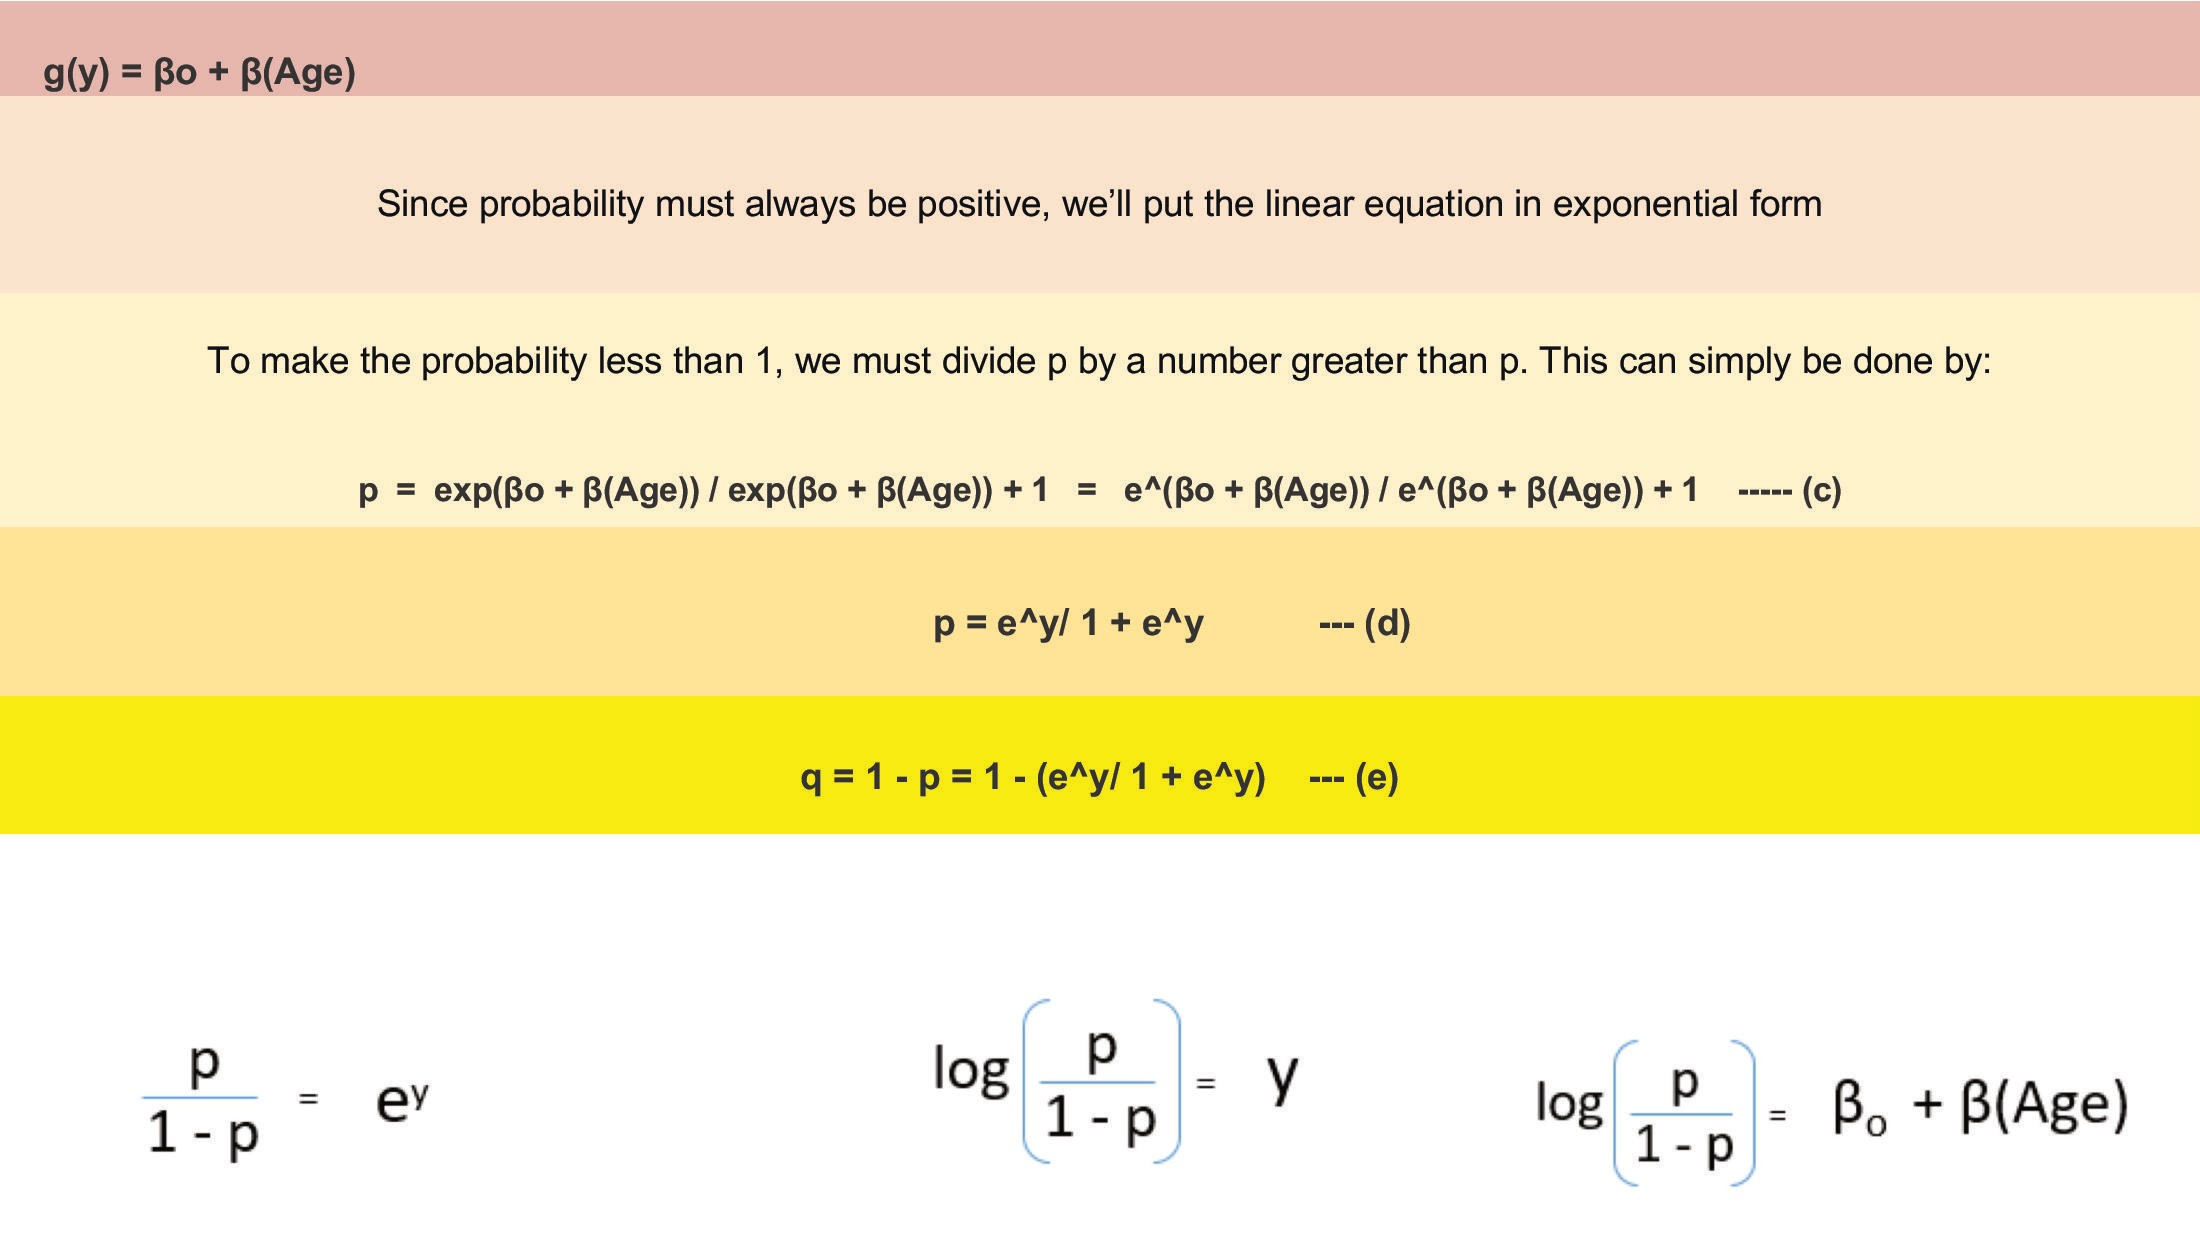 g(y) = βo + β(Age)
Since probability must always be positive, we’ll put the linear equation in exponential form
To make the probability less than 1, we must divide p by a number greater than p. This can simply be done by:
p = exp(βo + β(Age)) / exp(βo + β(Age)) + 1 = e^(βo + β(Age)) / e^(βo + β(Age)) + 1 ----- (c)
p = e^y/ 1 + e^y --- (d)
q = 1 - p = 1 - (e^y/ 1 + e^y) --- (e)
p
1 - p
= eʸ
log ( p / 1 - p ) = y
log ( p / 1 - p ) = βₒ + β(Age)